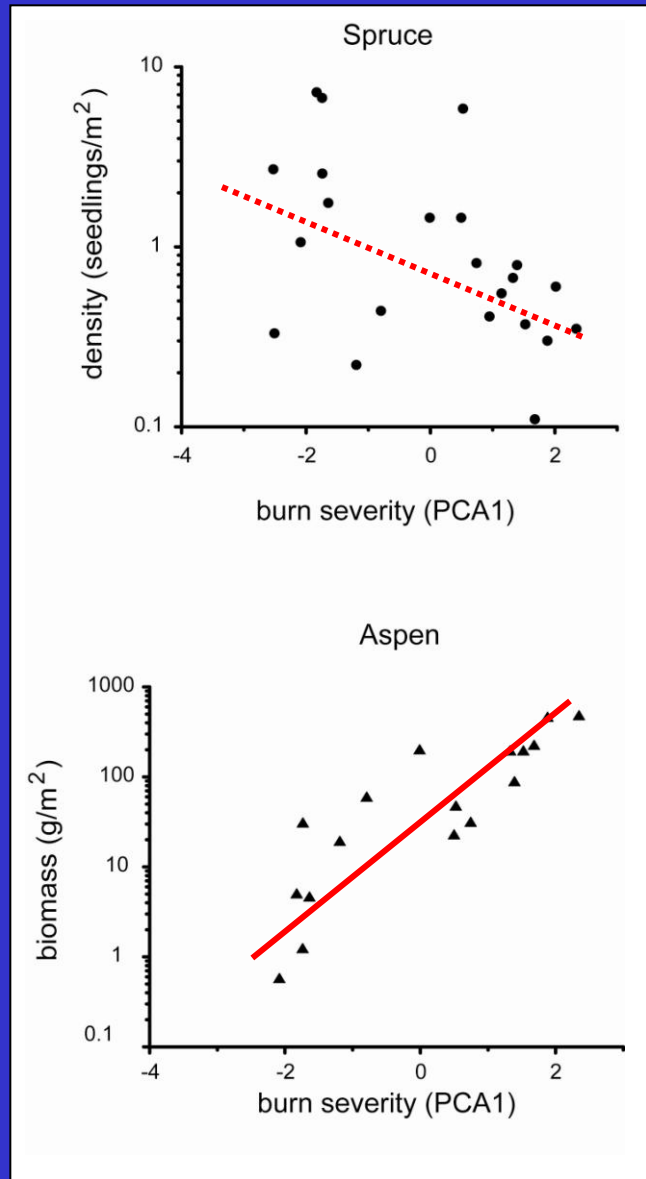 Spruce
10
1
0.1
density (seedlings/m²)
-4 -2 0 2
burn severity (PCA1)
Aspen
1000
100
10
1
0.1
biomass (g/m²)
-4 -2 0 2
burn severity (PCA1)